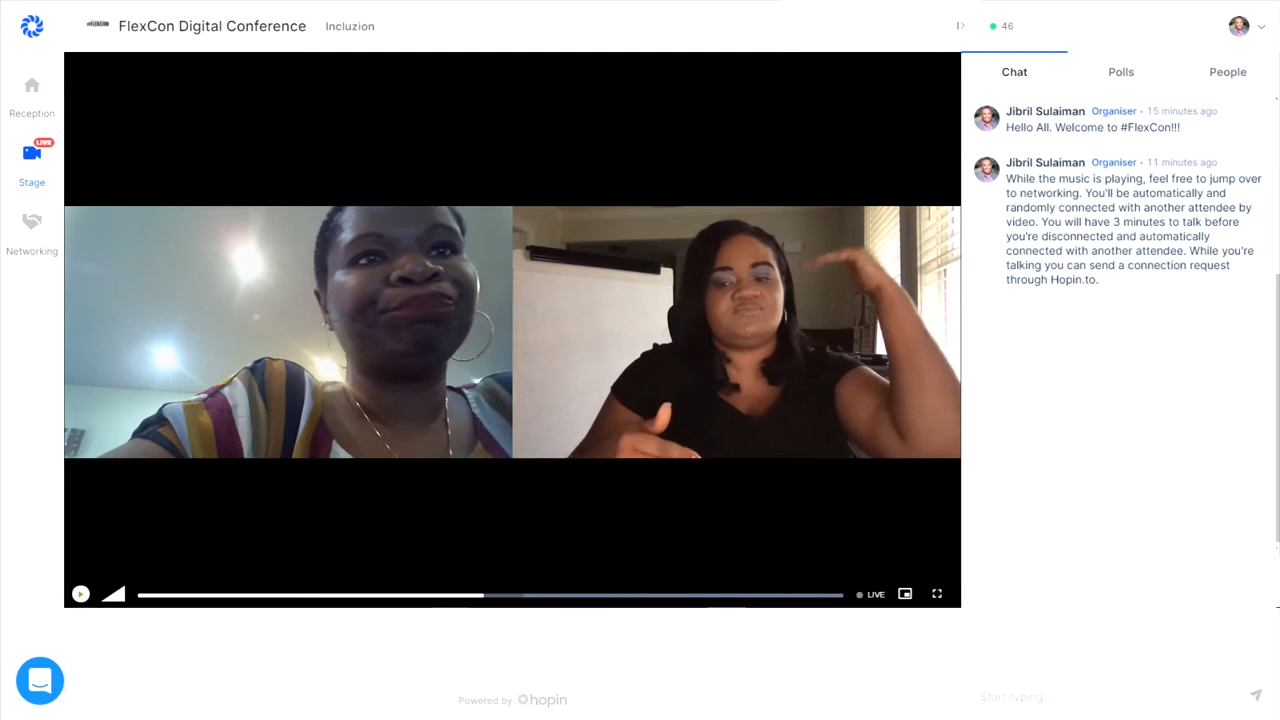 #FLEXCON
FlexCon Digital Conference
Incluzion
46
Reception
LIVE
Stage
Networking
Chat
Polls
People
Jibril Sulaiman Organiser • 15 minutes ago
Hello All. Welcome to #FlexCon!!!
Jibril Sulaiman Organiser • 11 minutes ago
While the music is playing, feel free to jump over
to networking. You'll be automatically and
randomly connected with another attendee by
video. You will have 3 minutes to talk before
you're disconnected and automatically
connected with another attendee. While you're
talking you can send a connection request
through Hopin.to.
LIVE
Powered by hopin
Start typing